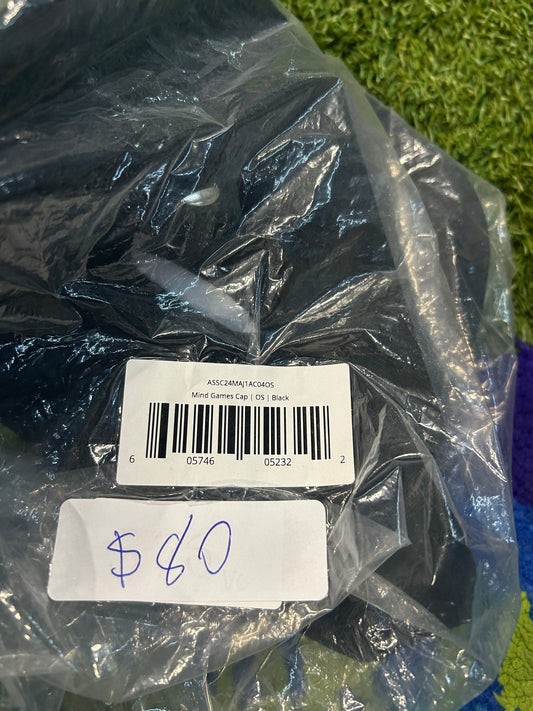 ASSC24MAJ1AC04OS
Mind Games Cap | OS | Black
6 05746 05232 2
$80